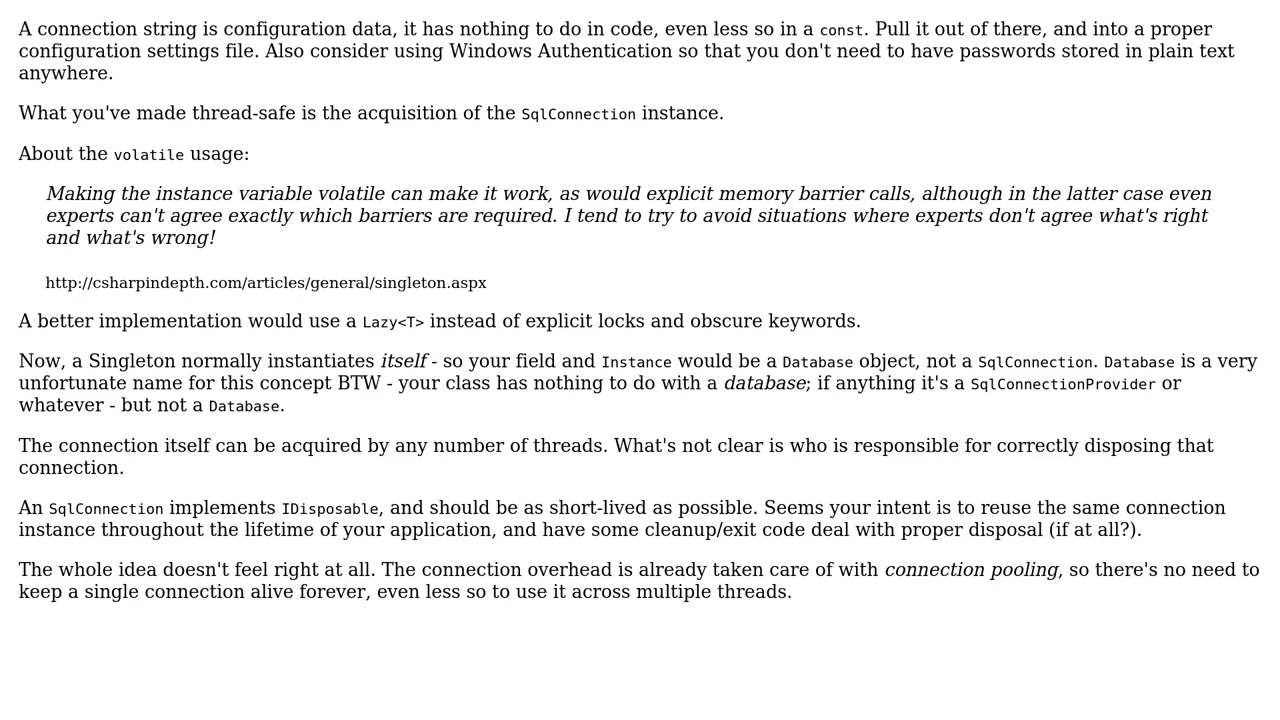 A connection string is configuration data, it has nothing to do in code, even less so in a const. Pull it out of there, and into a proper
configuration settings file. Also consider using Windows Authentication so that you don't need to have passwords stored in plain text
anywhere.
What you've made thread-safe is the acquisition of the SqlConnection instance.
About the volatile usage:
Making the instance variable volatile can make it work, as would explicit memory barrier calls, although in the latter case even
experts can't agree exactly which barriers are required. I tend to try to avoid situations where experts don't agree what's right
and what's wrong!
http://csharpindepth.com/articles/general/singleton.aspx
A better implementation would use a Lazy<T> instead of explicit locks and obscure keywords.
Now, a Singleton normally instantiates itself - so your field and Instance would be a Database object, not a SqlConnection. Database is a very
unfortunate name for this concept BTW - your class has nothing to do with a database; if anything it's a SqlConnectionProvider or
whatever - but not a Database.
The connection itself can be acquired by any number of threads. What's not clear is who is responsible for correctly disposing that
connection.
An SqlConnection implements IDisposable, and should be as short-lived as possible. Seems your intent is to reuse the same connection
instance throughout the lifetime of your application, and have some cleanup/exit code deal with proper disposal (if at all?).
The whole idea doesn't feel right at all. The connection overhead is already taken care of with connection pooling, so there's no need to
keep a single connection alive forever, even less so to use it across multiple threads.